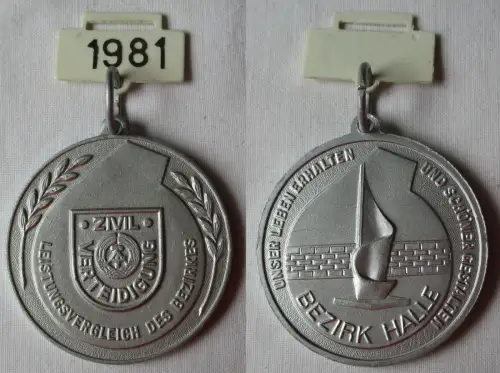 1981
ZIVIL
VERTEIDIGUNG
LEISTUNGSVERGLEICH DES BEZIRKES
UNSER LEBEN ERHALTEN UND SCHÖNER GESTALTEN
BEZIRK HALLE